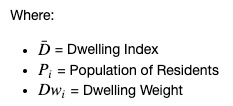 Where:
• D̄ = Dwelling Index
• Pᵢ = Population of Residents
• Dwᵢ = Dwelling Weight